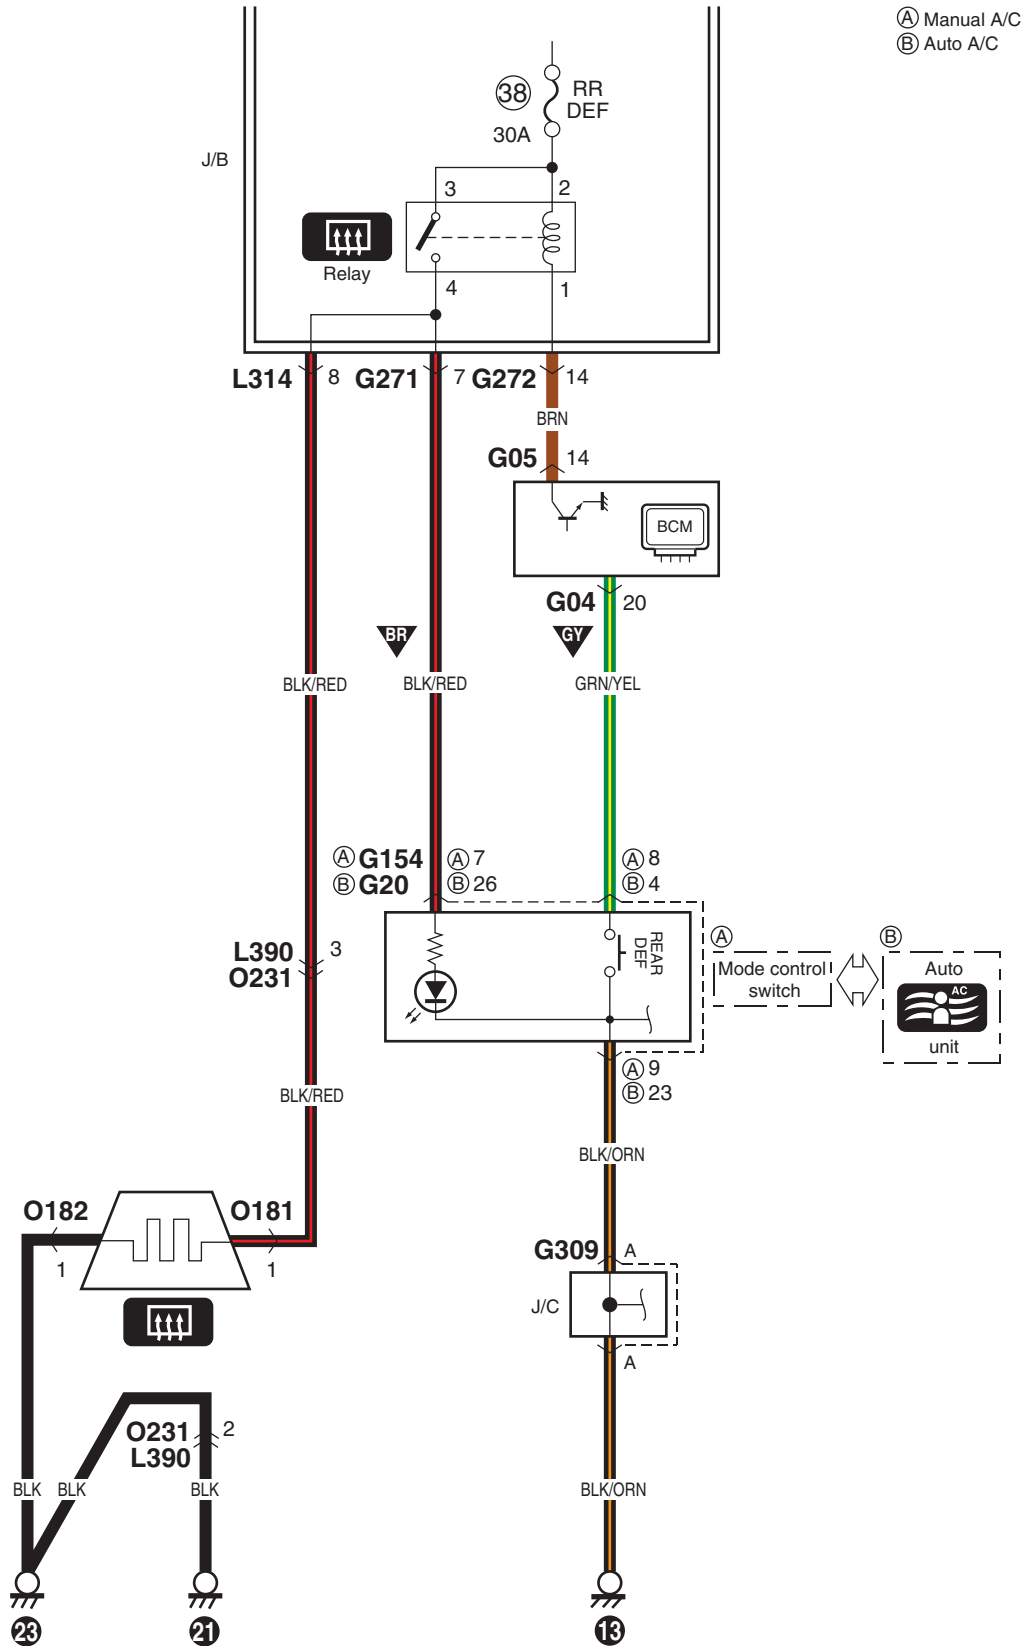 Ⓐ Manual A/C
Ⓑ Auto A/C
38
RR
DEF
30A
J/B
3
2
Relay
4
1
L314 8
G271 7
G272 14
BRN
G05 14
BCM
G04 20
BR
GY
BLK/RED
BLK/RED
GRN/YEL
Ⓐ G154 Ⓐ 7
Ⓑ G20 Ⓑ 26
Ⓐ 8
Ⓑ 4
REAR
DEF
L390 3
O231
Ⓐ
Mode control
switch
Ⓑ
Auto
AC
unit
Ⓐ 9
Ⓑ 23
BLK/RED
BLK/ORN
O182
1
O181
1
G309 A
J/C
A
O231 2
L390
BLK
BLK
BLK
BLK/ORN
23
21
13